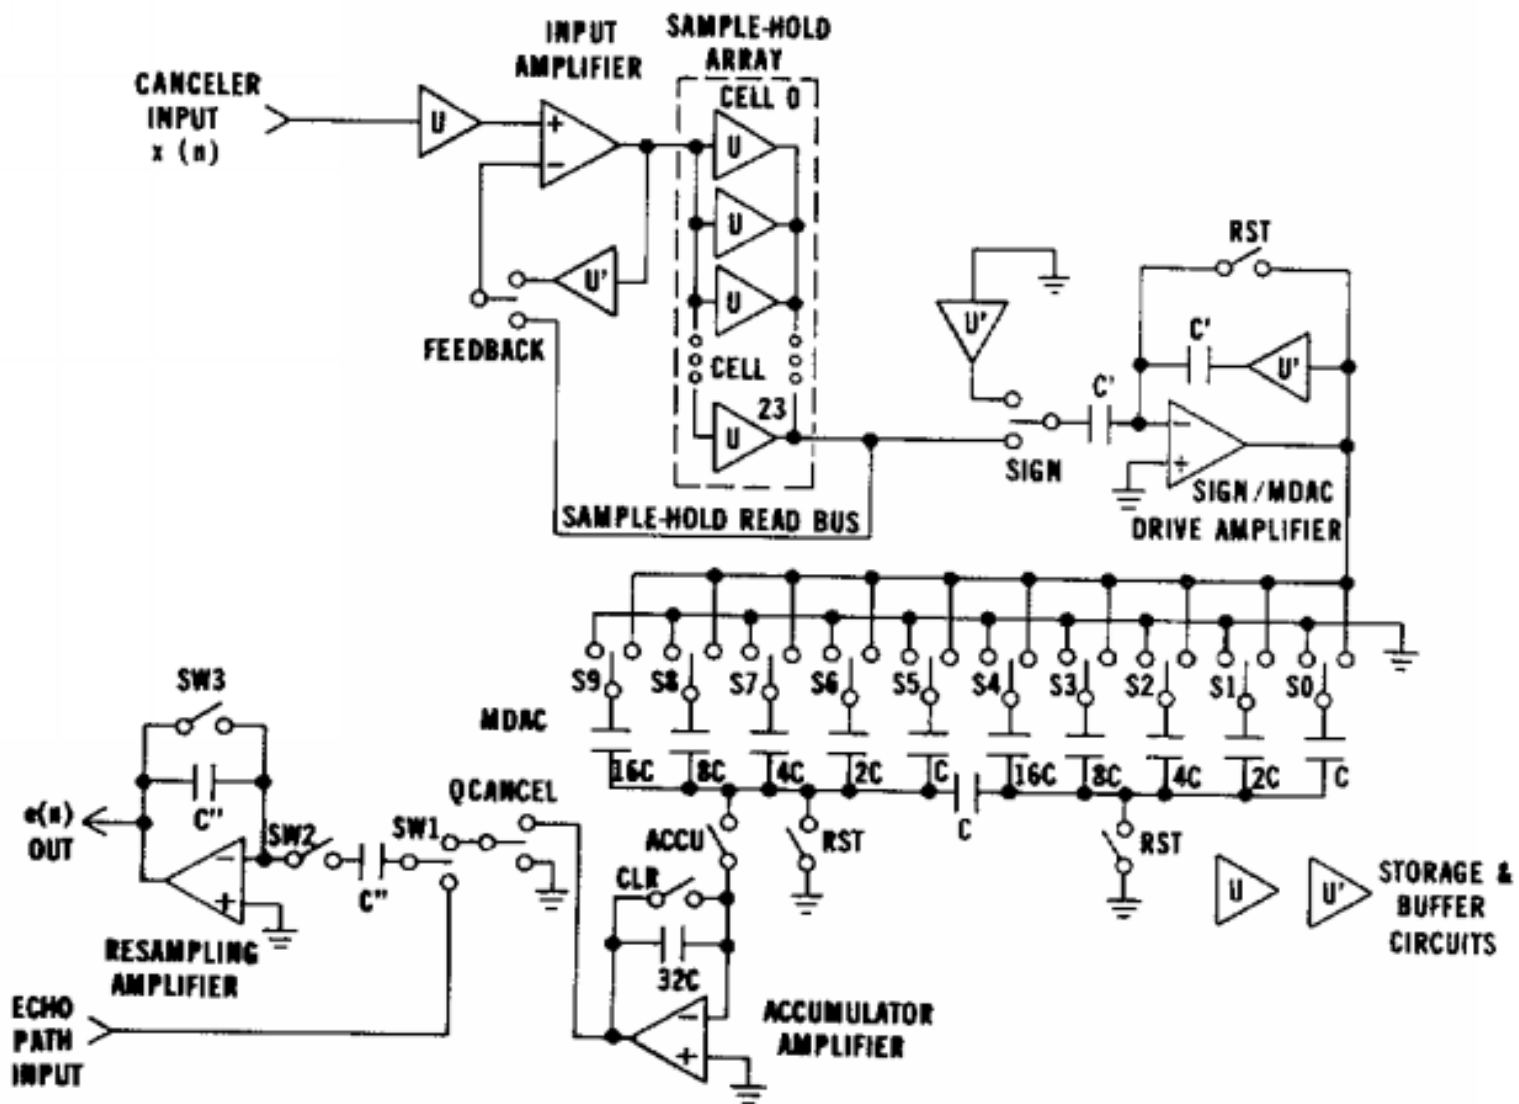 CANCELER
INPUT
x (n)
U
INPUT
AMPLIFIER
+
−
U'
FEEDBACK
SAMPLE-HOLD
ARRAY
CELL 0
U
U
U
CELL
23
U
SAMPLE-HOLD READ BUS
U'
SIGN
C'
RST
C'
U'
−
+
SIGN/MDAC
DRIVE AMPLIFIER
S9
S8
S7
S6
S5
S4
S3
S2
S1
S0
MDAC
16C
8C
4C
2C
C
C
16C
8C
4C
2C
C
ACCU
RST
RST
CLR
32C
−
+
ACCUMULATOR
AMPLIFIER
QCANCEL
SW1
SW2
SW3
C"
C"
−
+
e(n)
OUT
RESAMPLING
AMPLIFIER
ECHO
PATH
INPUT
U
U'
STORAGE &
BUFFER
CIRCUITS